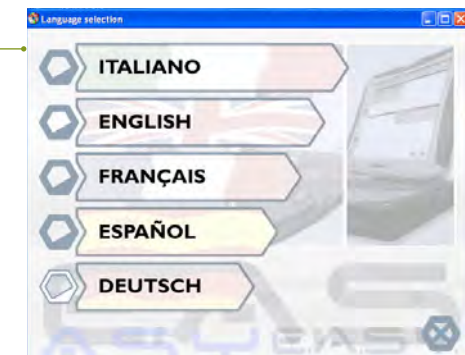 Language selection
ITALIANO
ENGLISH
FRANÇAIS
ESPAÑOL
DEUTSCH